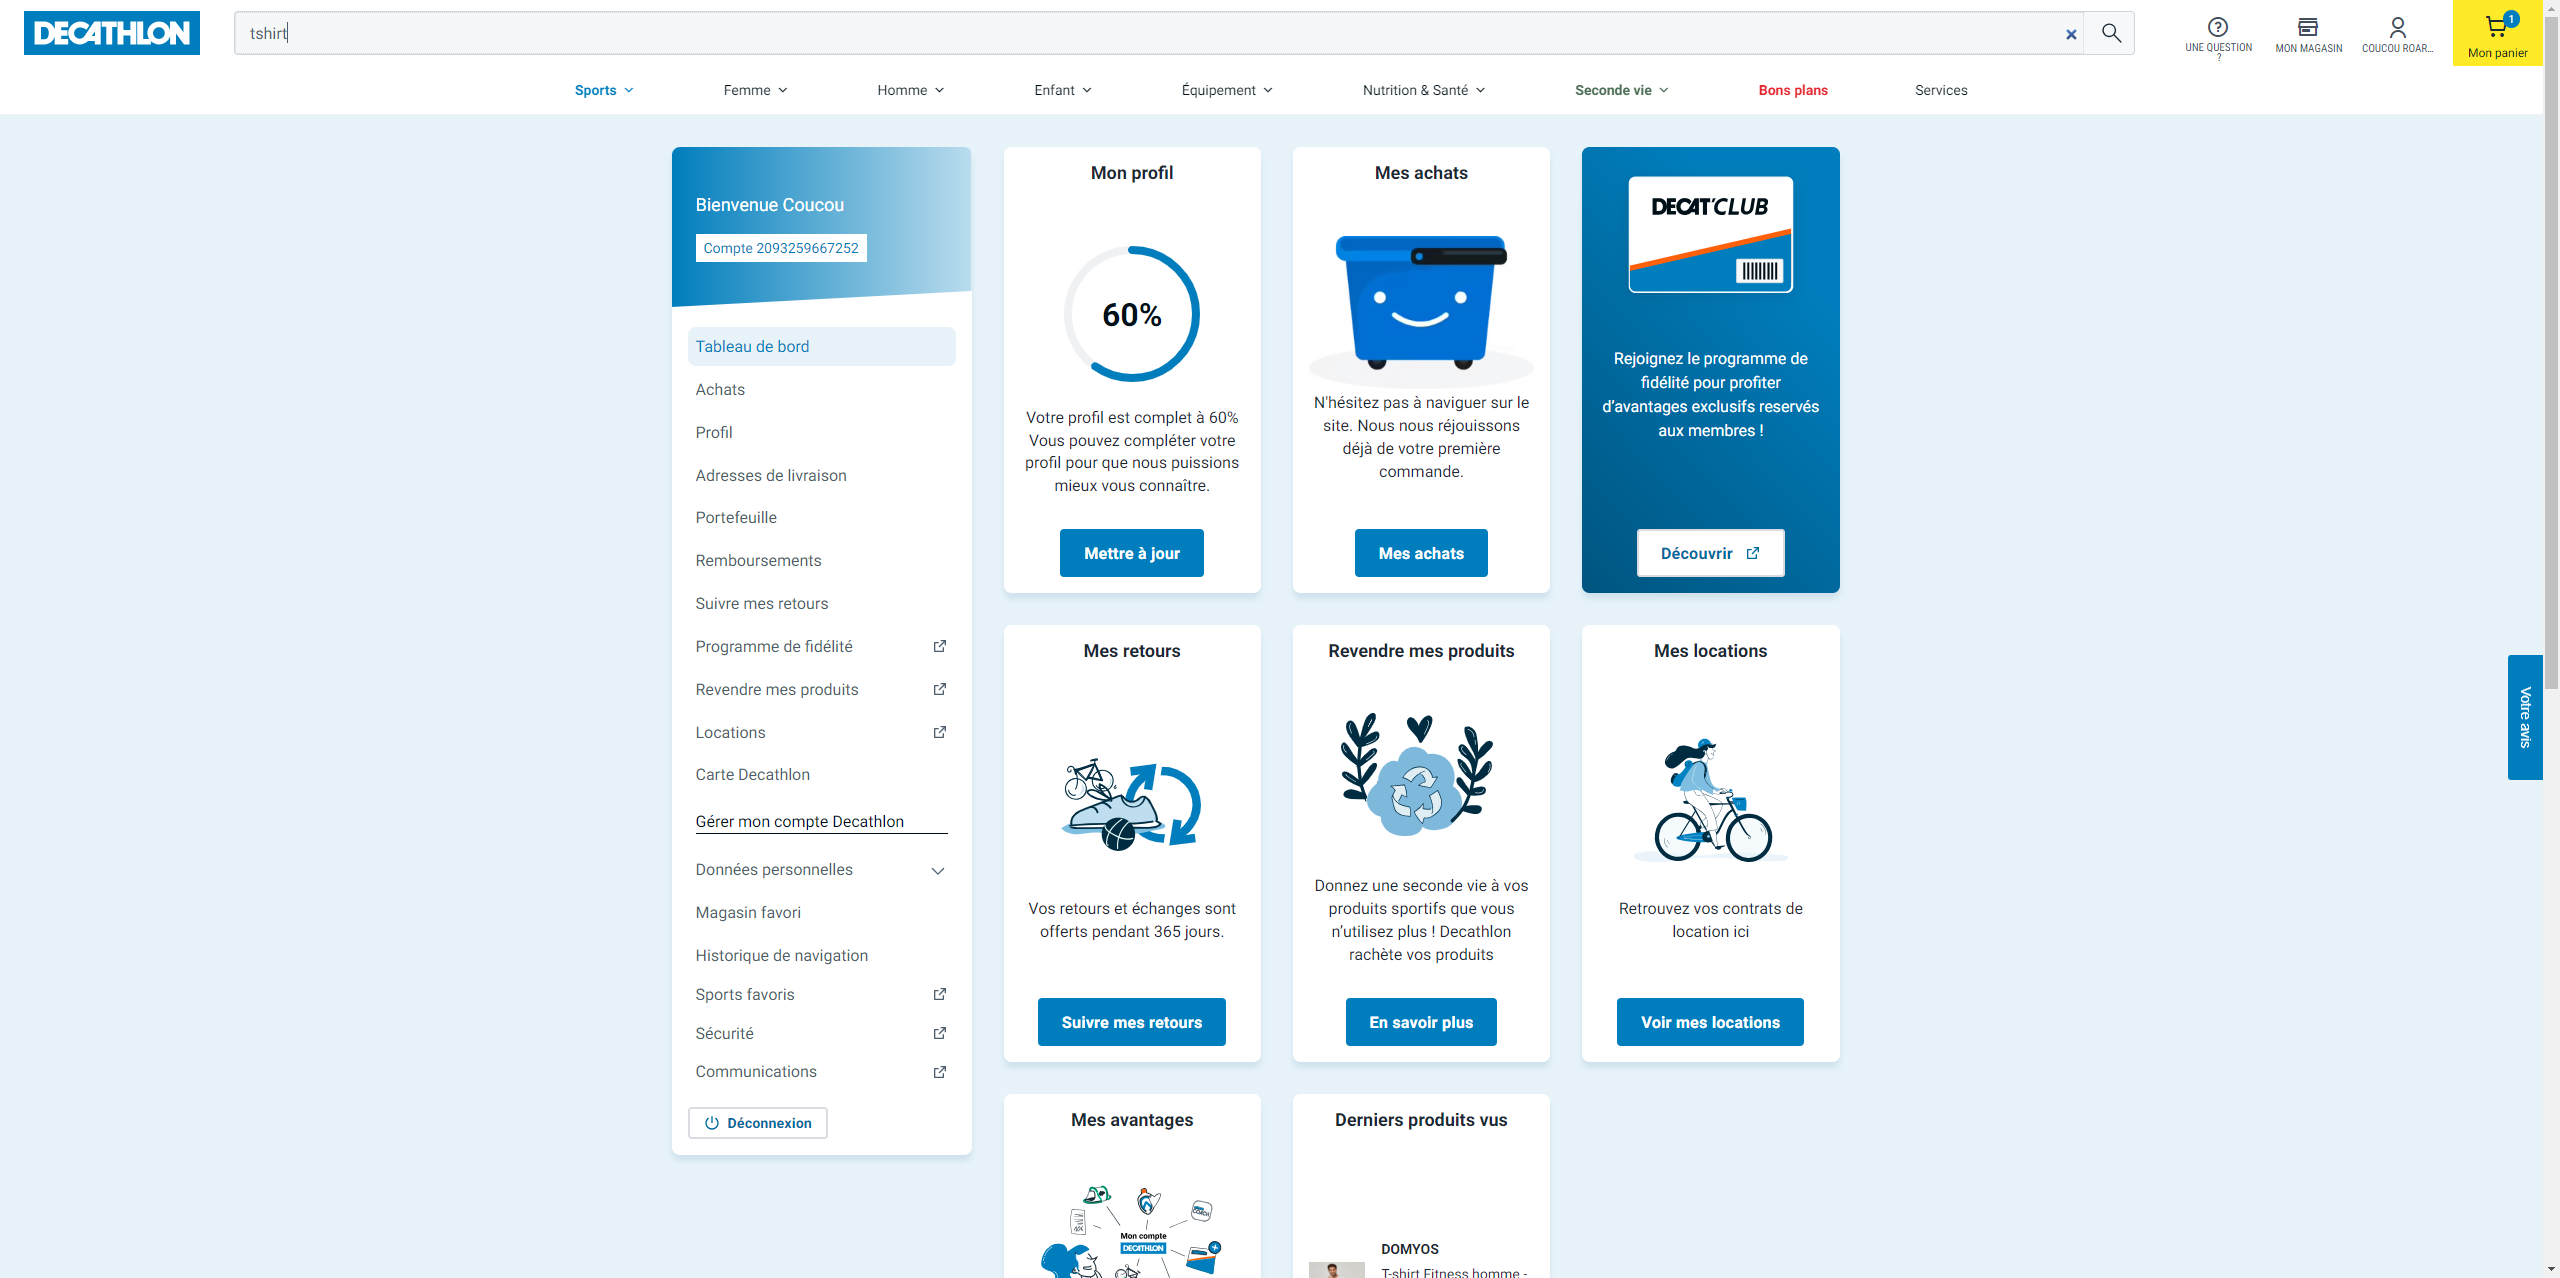 DECATHLON
tshirt
UNE QUESTION
?
MON MAGASIN
COUCOU ROAR...
1
Mon panier
Sports
Femme
Homme
Enfant
Équipement
Nutrition & Santé
Seconde vie
Bons plans
Services
Bienvenue Coucou
Compte 2093259667252
Tableau de bord
Achats
Profil
Adresses de livraison
Portefeuille
Remboursements
Suivre mes retours
Programme de fidélité
Revendre mes produits
Locations
Carte Decathlon
Gérer mon compte Decathlon
Données personnelles
Magasin favori
Historique de navigation
Sports favoris
Sécurité
Communications
Déconnexion
Mon profil
60%
Votre profil est complet à 60%
Vous pouvez compléter votre
profil pour que nous puissions
mieux vous connaître.
Mettre à jour
Mes achats
N'hésitez pas à naviguer sur le
site. Nous nous réjouissons
déjà de votre première
commande.
Mes achats
DECAT'CLUB
Rejoignez le programme de
fidélité pour profiter
d’avantages exclusifs reservés
aux membres !
Découvrir
Mes retours
Vos retours et échanges sont
offerts pendant 365 jours.
Suivre mes retours
Revendre mes produits
Donnez une seconde vie à vos
produits sportifs que vous
n’utilisez plus ! Decathlon
rachète vos produits
En savoir plus
Mes locations
Retrouvez vos contrats de
location ici
Voir mes locations
Mes avantages
Mon compte
DECATHLON
Derniers produits vus
DOMYOS
T-shirt Fitness homme -
Votre avis